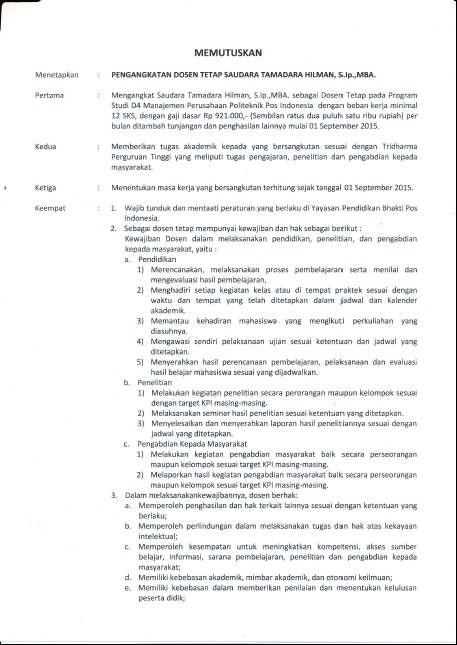 MEMUTUSKAN
Menetapkan : PENGANGKATAN DOSEN TETAP SAUDARA TAMADARA HILMAN, S.Ip.,MBA.
Pertama : Mengangkat Saudara Tamadara Hilman, S.Ip.,MBA. sebagai Dosen Tetap pada Program
Studi D4 Manajemen Perusahaan Politeknik Pos Indonesia dengan beban kerja minimal
12 SKS, dengan gaji dasar Rp 921.000,- (Sembilan ratus dua puluh satu ribu rupiah) per
bulan ditambah tunjangan dan penghasilan lainnya mulai 01 September 2015.
Kedua : Memberikan tugas akademik kepada yang bersangkutan sesuai dengan Tridharma
Perguruan Tinggi yang meliputi tugas pengajaran, penelitian dan pengabdian kepada
masyarakat.
Ketiga : Menentukan masa kerja yang bersangkutan terhitung sejak tanggal 01 September 2015.
Keempat : 1. Wajib tunduk dan mentaati peraturan yang berlaku di Yayasan Pendidikan Bhakti Pos
Indonesia.
2. Sebagai dosen tetap mempunyai kewajiban dan hak sebagai berikut :
Kewajiban Dosen dalam melaksanakan pendidikan, penelitian, dan pengabdian
kepada masyarakat, yaitu :
a. Pendidikan
1) Merencanakan, melaksanakan proses pembelajaran serta menilai dan
mengevaluasi hasil pembelajaran,
2) Menghadiri setiap kegiatan kelas atau di tempat praktek sesuai dengan
waktu dan tempat yang telah ditetapkan dalam jadwal dan kalender
akademik.
3) Memantau kehadiran mahasiswa yang mengikuti perkuliahan yang
diasuhnya.
4) Mengawasi sendiri pelaksanaan ujian sesuai ketentuan dan jadwal yang
ditetapkan.
5) Menyerahkan hasil perencanaan pembelajaran, pelaksanaan dan evaluasi
hasil belajar mahasiswa sesuai yang dijadwalkan.
b. Penelitian
1) Melakukan kegiatan penelitian secara perorangan maupun kelompok sesuai
dengan target KPI masing-masing.
2) Melaksanakan seminar hasil penelitian sesuai ketentuan yang ditetapkan.
3) Menyelesaikan dan menyerahkan laporan hasil penelitiannya sesuai dengan
jadwal yang ditetapkan.
c. Pengabdian Kepada Masyarakat
1) Melakukan kegiatan pengabdian masyarakat baik secara perseorangan
maupun kelompok sesuai target KPI masing-masing.
2) Melaporkan hasil kegiatan pengabdian masyarakat baik secara perseorangan
maupun kelompok sesuai target KPI masing-masing.
3. Dalam melaksanakankewajibannya, dosen berhak:
a. Memperoleh penghasilan dan hak terkait lainnya sesuai dengan ketentuan yang
berlaku;
b. Memperoleh perlindungan dalam melaksanakan tugas dan hak atas kekayaan
intelektual;
c. Memperoleh kesempatan untuk meningkatkan kompetensi, akses sumber
belajar, informasi, sarana pembelajaran, penelitian dan pengabdian kepada
masyarakat;
d. Memiliki kebebasan akademik, mimbar akademik, dan otonomi keilmuan;
e. Memiliki kebebasan dalam memberikan penilaian dan menentukan kelulusan
peserta didik;